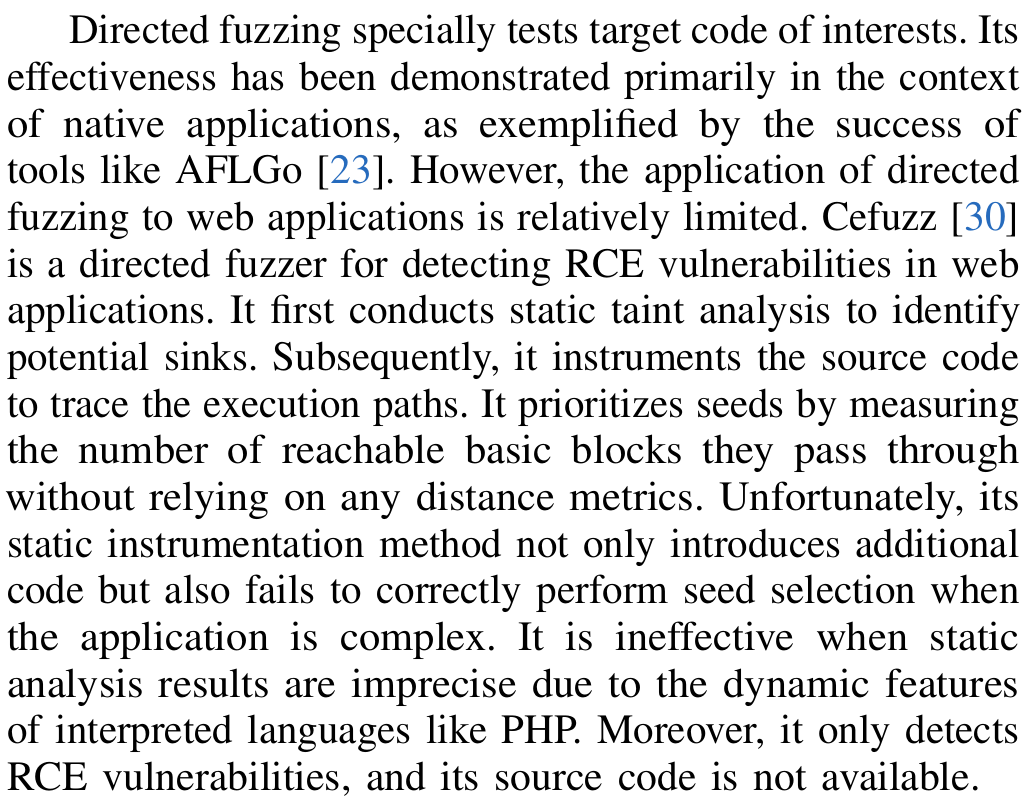 Directed fuzzing specially tests target code of interests. Its
effectiveness has been demonstrated primarily in the context
of native applications, as exemplified by the success of
tools like AFLGo [23]. However, the application of directed
fuzzing to web applications is relatively limited. Cefuzz [30]
is a directed fuzzer for detecting RCE vulnerabilities in web
applications. It first conducts static taint analysis to identify
potential sinks. Subsequently, it instruments the source code
to trace the execution paths. It prioritizes seeds by measuring
the number of reachable basic blocks they pass through
without relying on any distance metrics. Unfortunately, its
static instrumentation method not only introduces additional
code but also fails to correctly perform seed selection when
the application is complex. It is ineffective when static
analysis results are imprecise due to the dynamic features
of interpreted languages like PHP. Moreover, it only detects
RCE vulnerabilities, and its source code is not available.